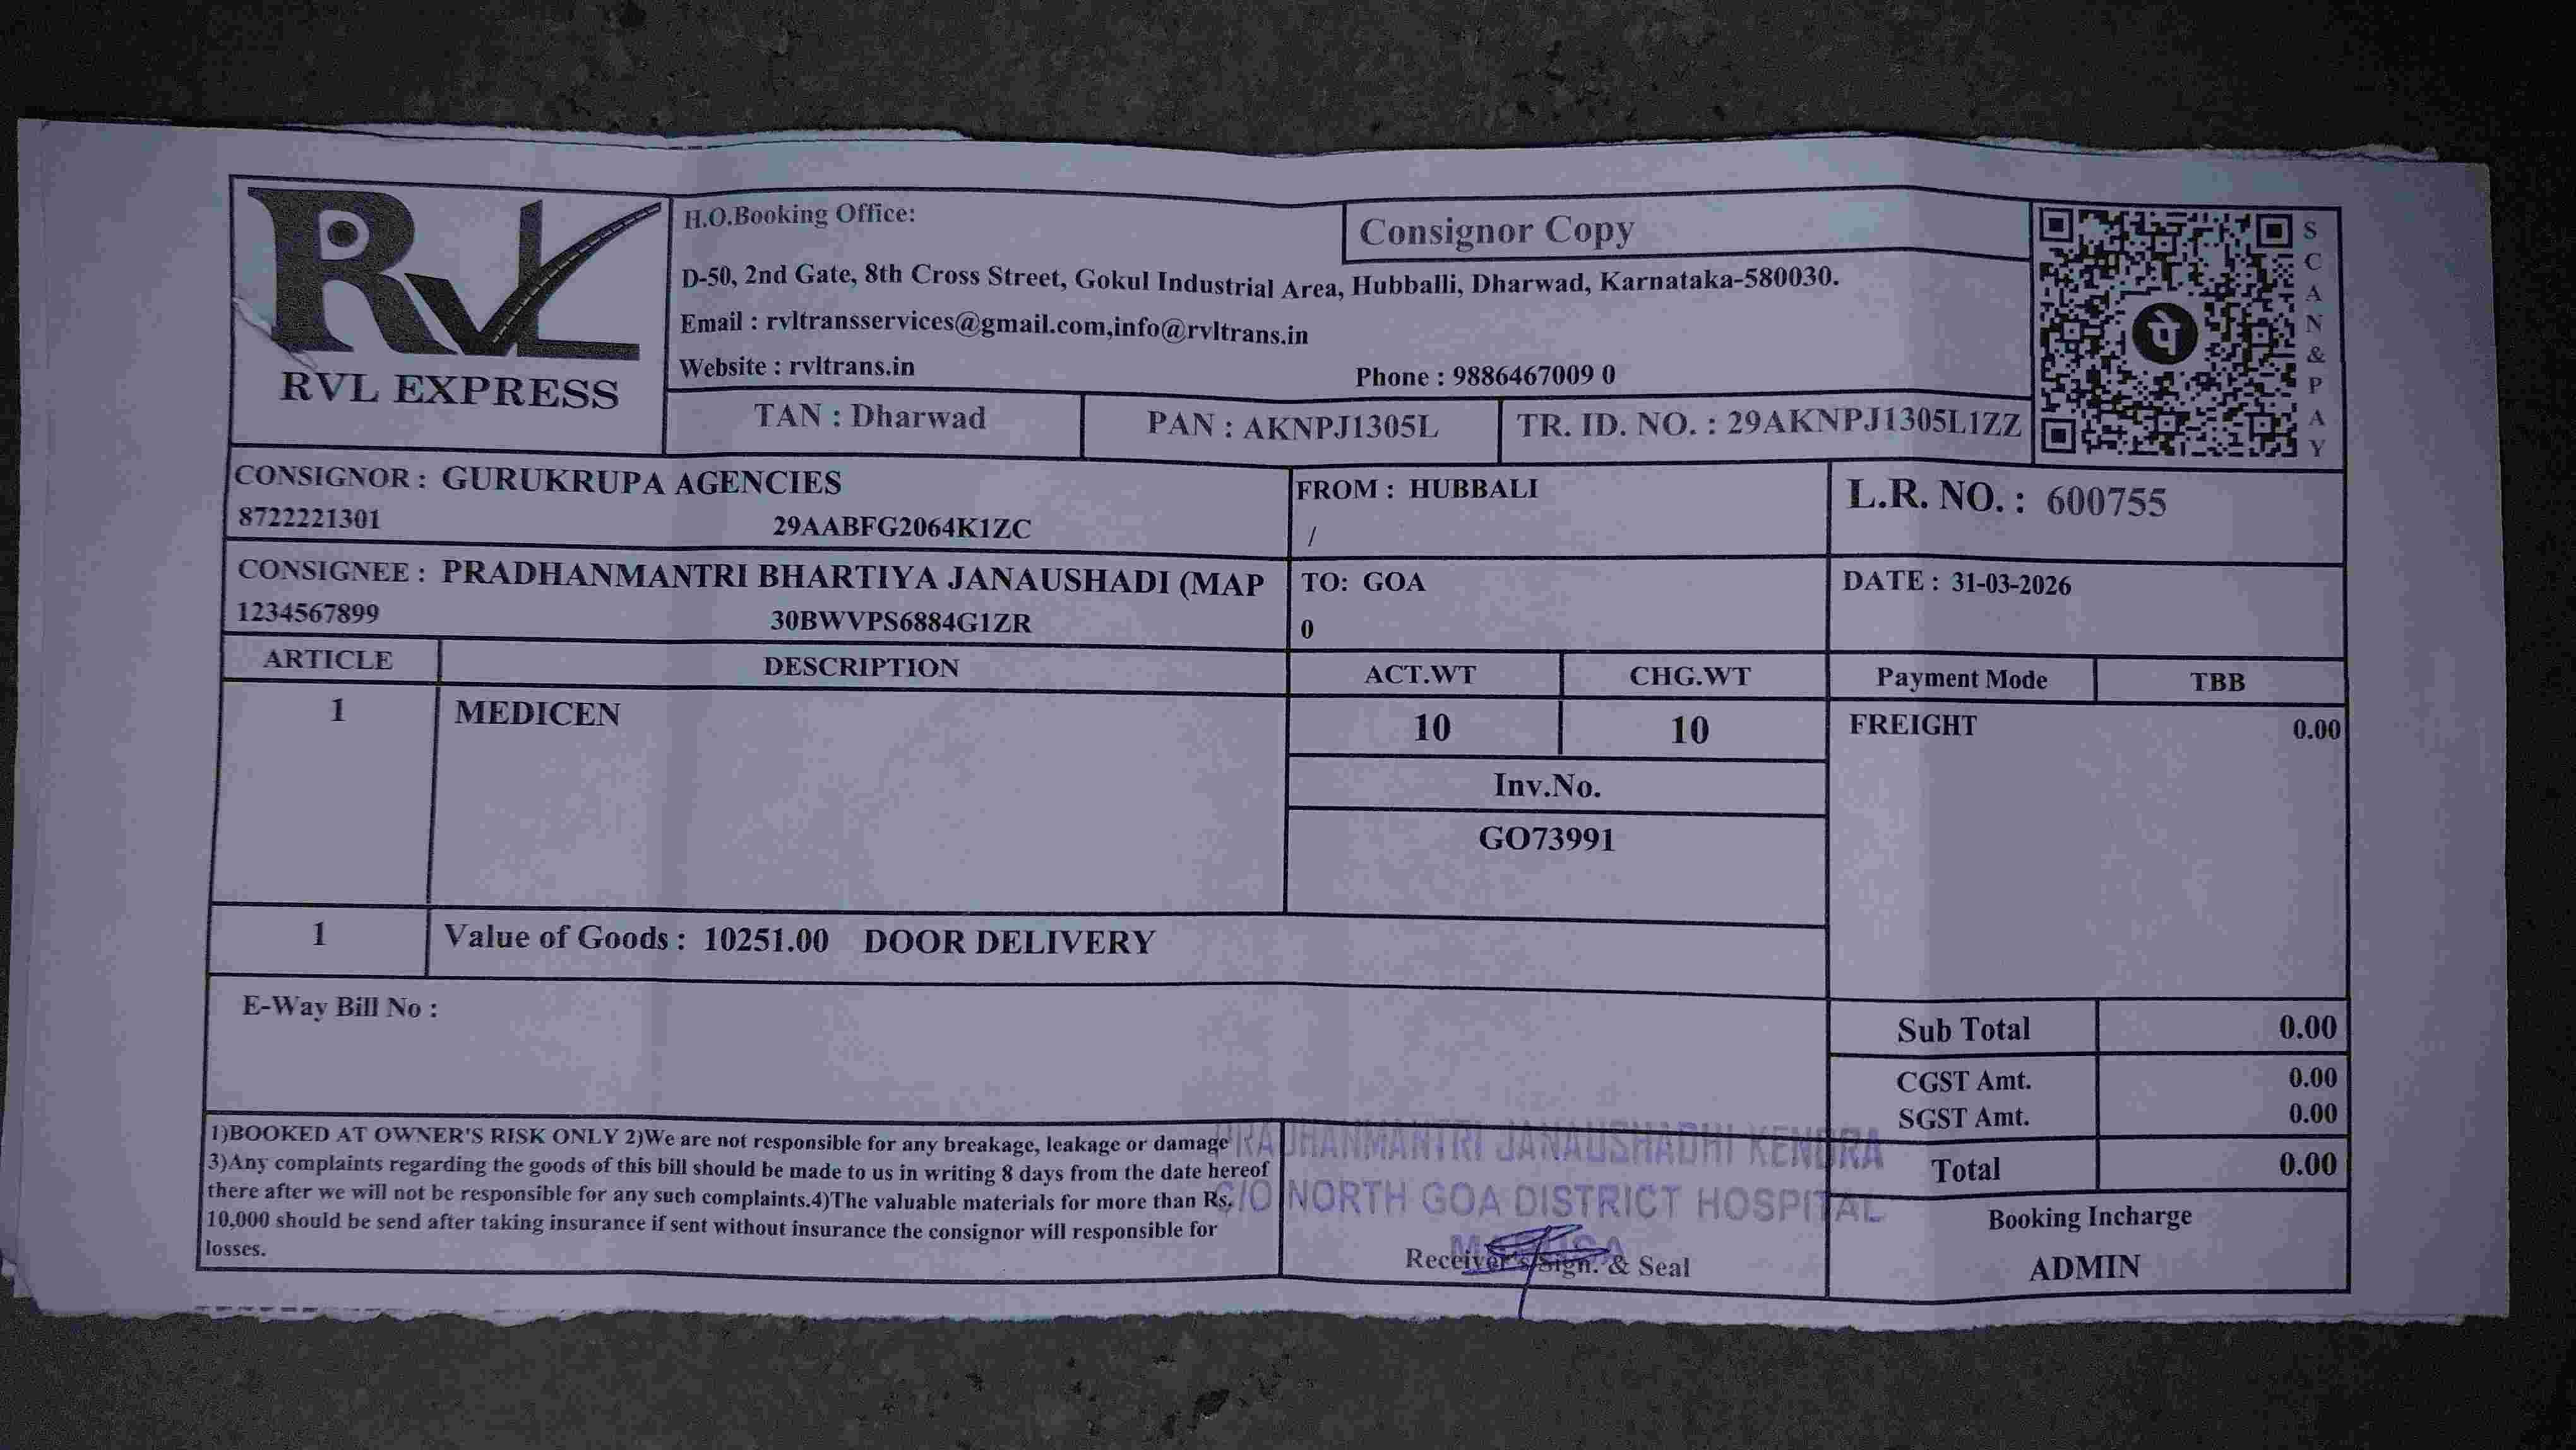 RVL
RVL EXPRESS
H.O.Booking Office:
Consignor Copy
D-50, 2nd Gate, 8th Cross Street, Gokul Industrial Area, Hubballi, Dharwad, Karnataka-580030.
Email : rvltransservices@gmail.com,info@rvltrans.in
Website : rvltrans.in Phone : 9886467009 0
TAN : Dharwad PAN : AKNPJ1305L TR. ID. NO. : 29AKNPJ1305L1ZZ
पे
SCAN&PAY
CONSIGNOR : GURUKRUPA AGENCIES
8722221301 29AABFG2064K1ZC
FROM : HUBBALI
/
L.R. NO. : 600755
CONSIGNEE : PRADHANMANTRI BHARTIYA JANAUSHADI (MAP
1234567899 30BWVPS6884G1ZR
TO: GOA
0
DATE : 31-03-2026
ARTICLE DESCRIPTION ACT.WT CHG.WT Payment Mode TBB
1 MEDICEN 10 10 FREIGHT 0.00
Inv.No.
GO73991
1 Value of Goods : 10251.00 DOOR DELIVERY
E-Way Bill No :
Sub Total 0.00
CGST Amt. 0.00
SGST Amt. 0.00
Total 0.00
1)BOOKED AT OWNER'S RISK ONLY 2)We are not responsible for any breakage, leakage or damage
3)Any complaints regarding the goods of this bill should be made to us in writing 8 days from the date hereof
there after we will not be responsible for any such complaints.4)The valuable materials for more than Rs.
10,000 should be send after taking insurance if sent without insurance the consignor will responsible for
losses.
PRADHANMANTRI JANAUSHADHI KENDRA
C/O NORTH GOA DISTRICT HOSPITAL
Receiver's Sign. & Seal
Booking Incharge
ADMIN